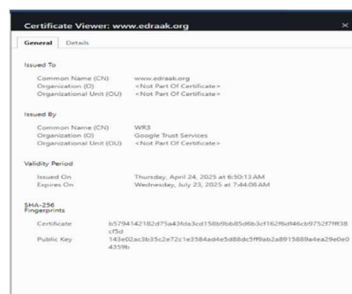 Certificate Viewer: www.edraak.org
General Details
Issued To
Common Name (CN) www.edraak.org
Organization (O) <Not Part Of Certificate>
Organizational Unit (OU) <Not Part Of Certificate>
Issued By
Common Name (CN) WR3
Organization (O) Google Trust Services
Organizational Unit (OU) <Not Part Of Certificate>
Validity Period
Issued On Thursday, April 24, 2025 at 6:50:13 AM
Expires On Wednesday, July 23, 2025 at 7:44:08 AM
SHA-256
Fingerprints
Certificate
Public Key
4359b